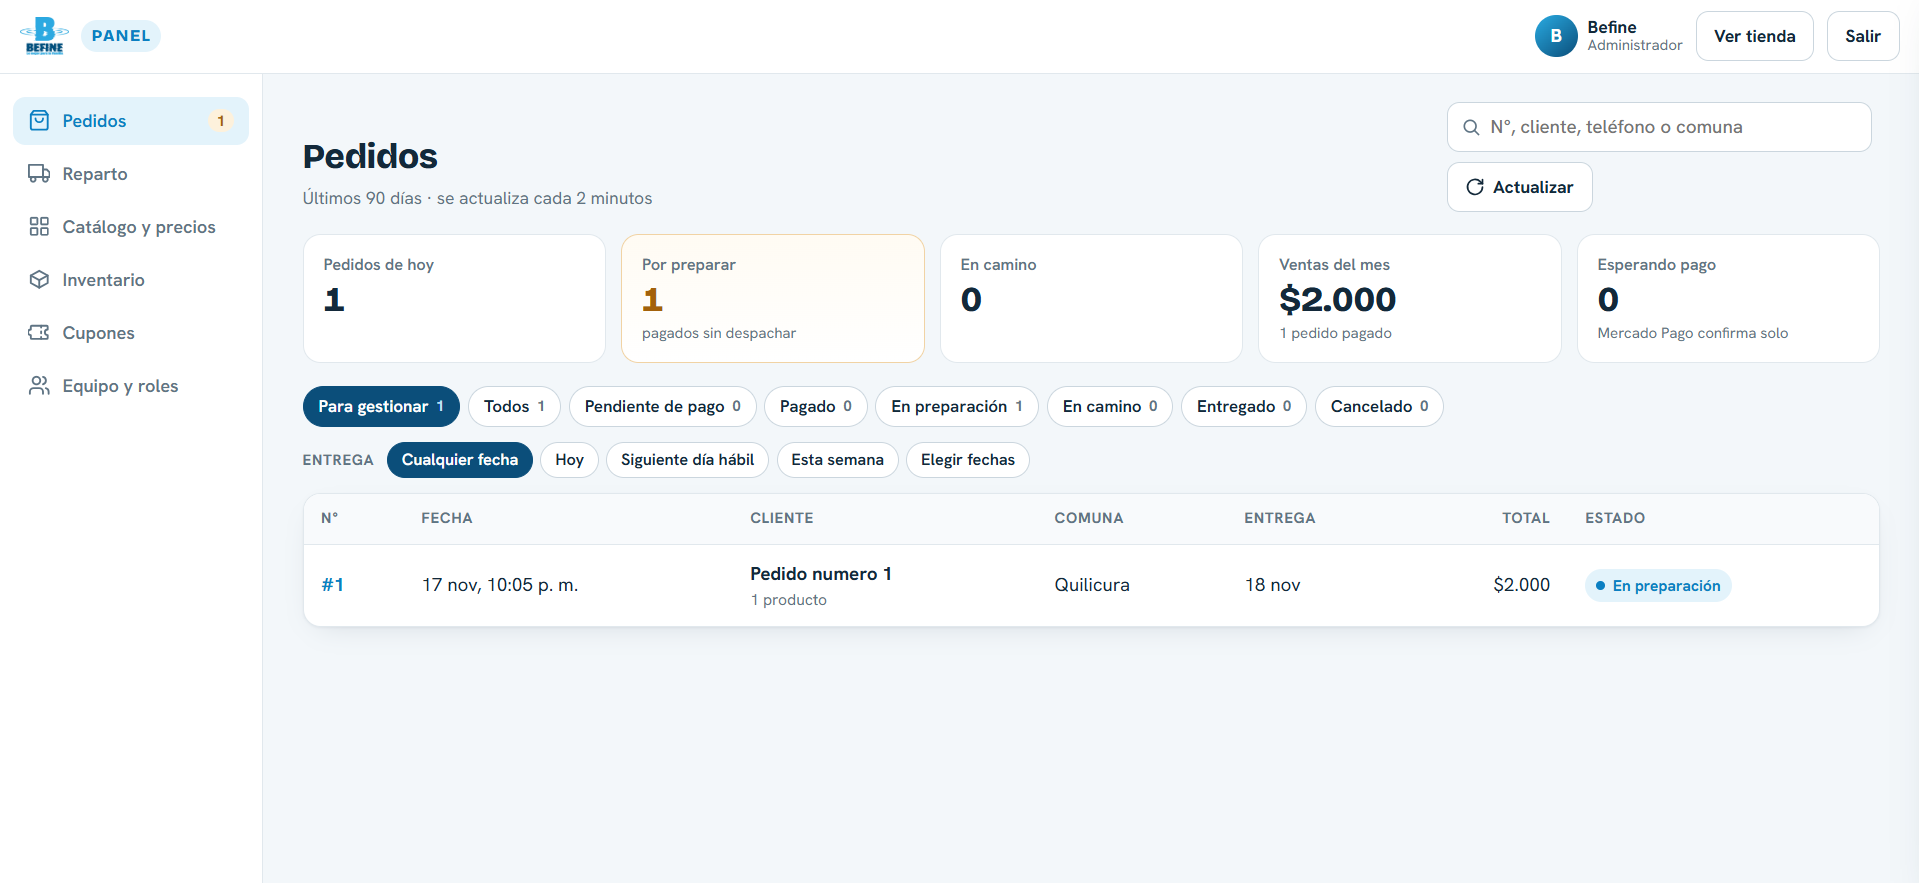 BEFINE
PANEL
B
Befine
Administrador
Ver tienda
Salir
Pedidos 1
Reparto
Catálogo y precios
Inventario
Cupones
Equipo y roles
Pedidos
Últimos 90 días · se actualiza cada 2 minutos
N°, cliente, teléfono o comuna
Actualizar
Pedidos de hoy
1
Por preparar
1
pagados sin despachar
En camino
0
Ventas del mes
$2.000
1 pedido pagado
Esperando pago
0
Mercado Pago confirma solo
Para gestionar 1 Todos 1 Pendiente de pago 0 Pagado 0 En preparación 1 En camino 0 Entregado 0 Cancelado 0
ENTREGA Cualquier fecha Hoy Siguiente día hábil Esta semana Elegir fechas
N° FECHA CLIENTE COMUNA ENTREGA TOTAL ESTADO
#1 17 nov, 10:05 p. m. Pedido numero 1 Quilicura 18 nov $2.000 En preparación
1 producto